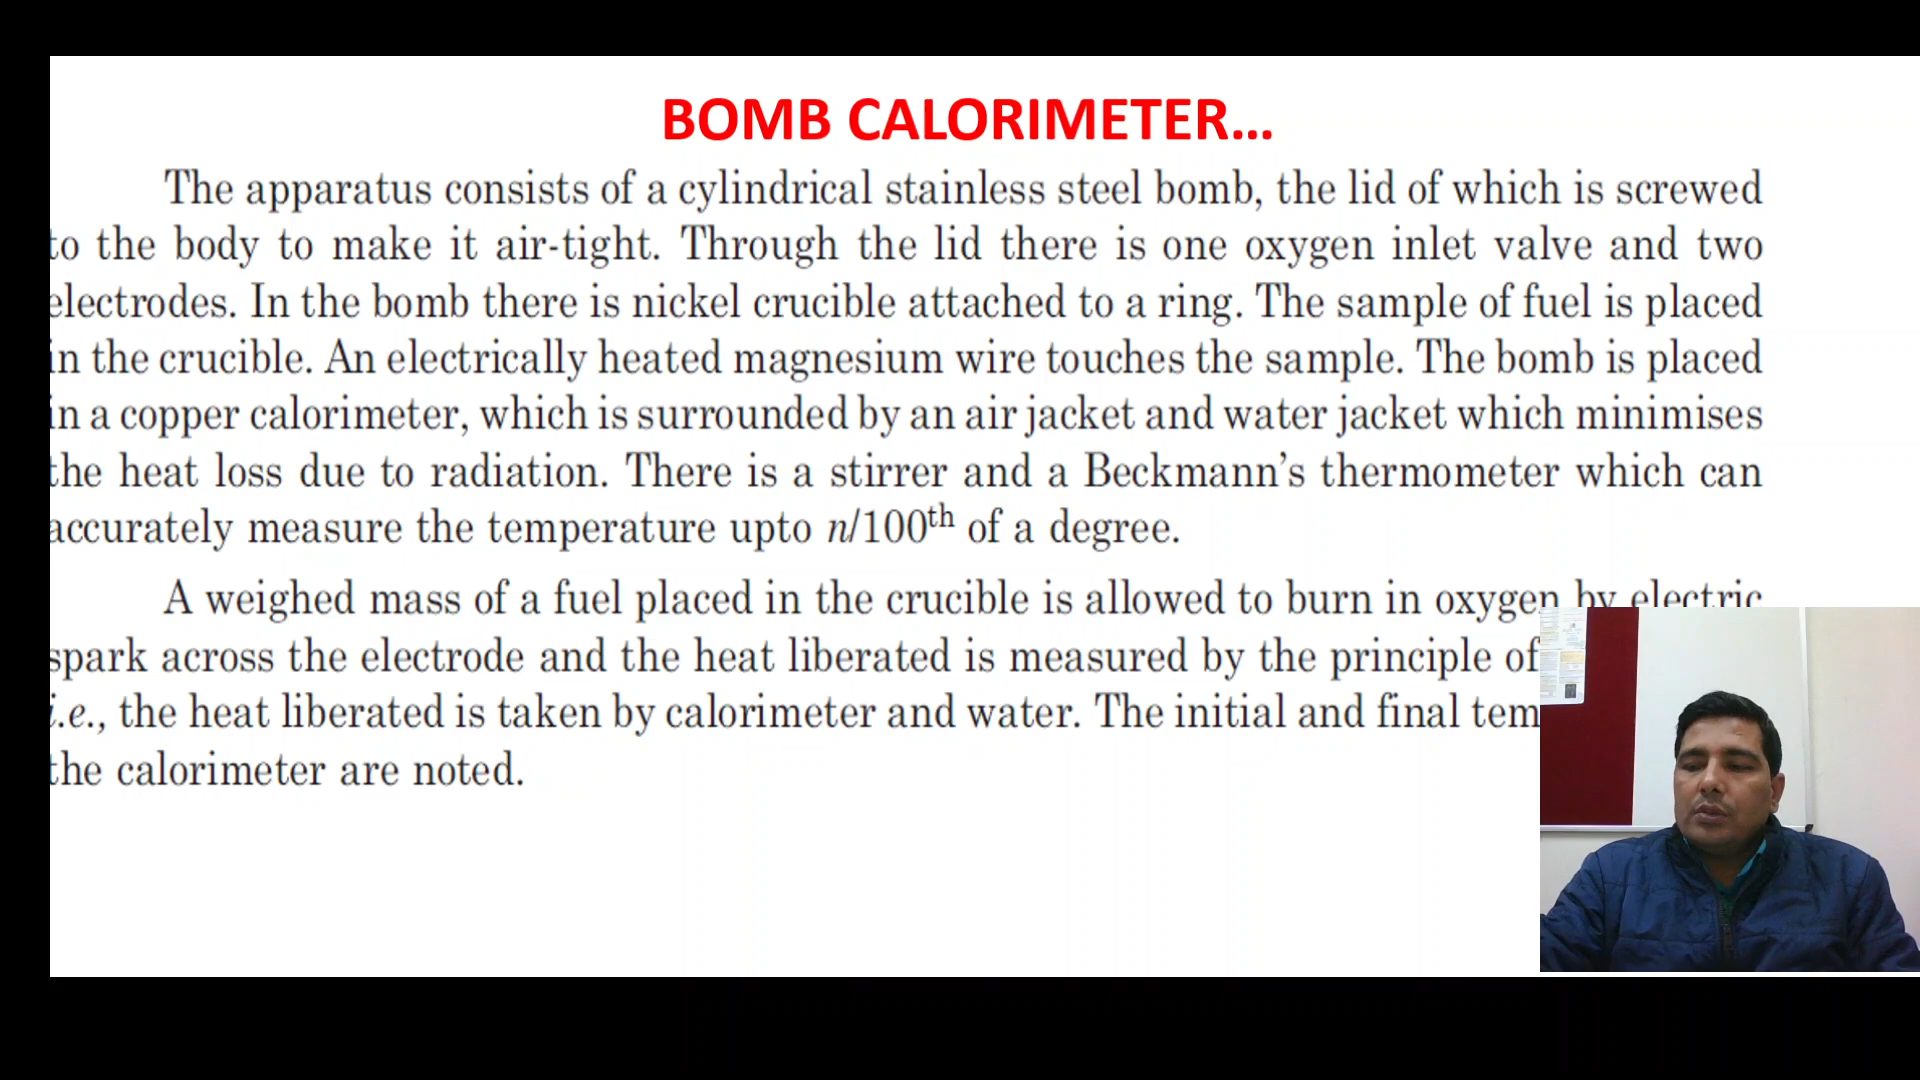 BOMB CALORIMETER...
The apparatus consists of a cylindrical stainless steel bomb, the lid of which is screwed
to the body to make it air-tight. Through the lid there is one oxygen inlet valve and two
electrodes. In the bomb there is nickel crucible attached to a ring. The sample of fuel is placed
in the crucible. An electrically heated magnesium wire touches the sample. The bomb is placed
in a copper calorimeter, which is surrounded by an air jacket and water jacket which minimises
the heat loss due to radiation. There is a stirrer and a Beckmann's thermometer which can
accurately measure the temperature upto n/100th of a degree.
A weighed mass of a fuel placed in the crucible is allowed to burn in oxygen by electric
spark across the electrode and the heat liberated is measured by the principle of
i.e., the heat liberated is taken by calorimeter and water. The initial and final tem
the calorimeter are noted.